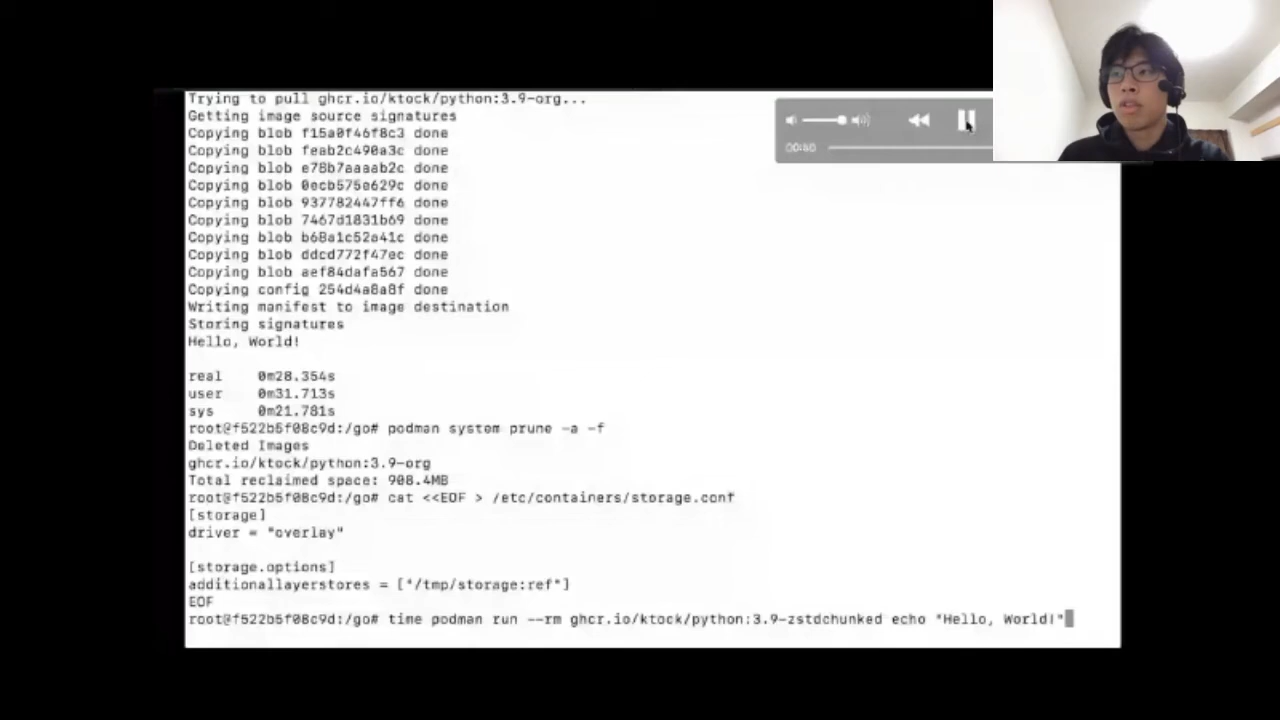 Trying to pull ghcr.io/ktock/python:3.9-org...
Getting image source signatures
Copying blob f15a0f46f8c3 done
Copying blob feab2c490a3c done
Copying blob e78b7aaaab2c done
Copying blob 0ecb575e629c done
Copying blob 937782447ff6 done
Copying blob 7467d1831b69 done
Copying blob b68a1c52a41c done
Copying blob ddcd772f47ec done
Copying blob aef84dafa567 done
Copying config 254d4a8a8f done
Writing manifest to image destination
Storing signatures
Hello, World!
real 0m28.354s
user 0m31.713s
sys 0m21.781s
root@f522b5f08c9d:/go# podman system prune -a -f
Deleted Images
ghcr.io/ktock/python:3.9-org
Total reclaimed space: 908.4MB
root@f522b5f08c9d:/go# cat <<EOF > /etc/containers/storage.conf
[storage]
driver = "overlay"
[storage.options]
additionallayerstores = ["/tmp/storage:ref"]
EOF
root@f522b5f08c9d:/go# time podman run --rm ghcr.io/ktock/python:3.9-zstdchunked echo "Hello, World!"
00:40